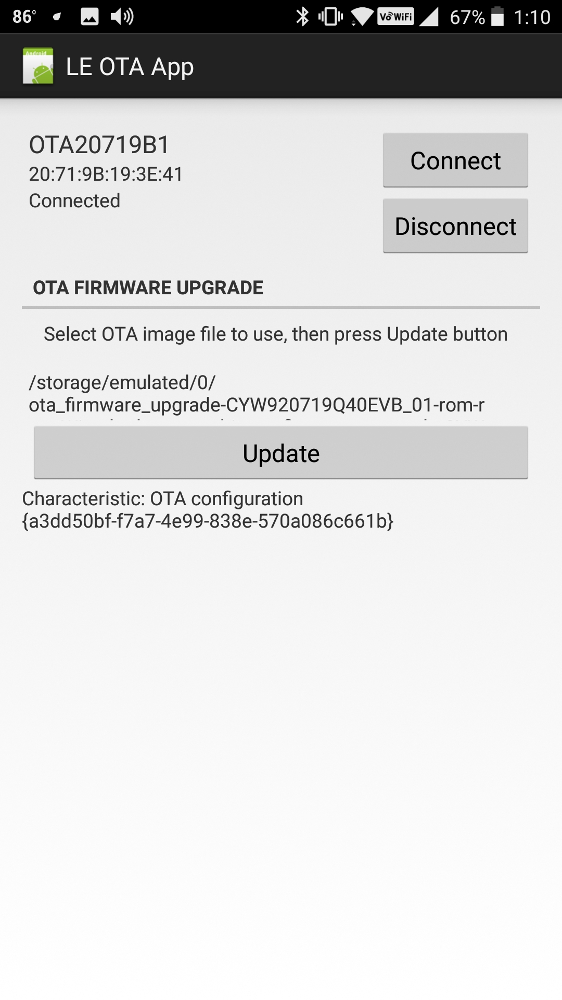 86°
VoWiFi
67%
1:10
Android
LE OTA App
OTA20719B1
20:71:9B:19:3E:41
Connected
Connect
Disconnect
OTA FIRMWARE UPGRADE
Select OTA image file to use, then press Update button
/storage/emulated/0/
ota_firmware_upgrade-CYW920719Q40EVB_01-rom-r
Update
Characteristic: OTA configuration
{a3dd50bf-f7a7-4e99-838e-570a086c661b}